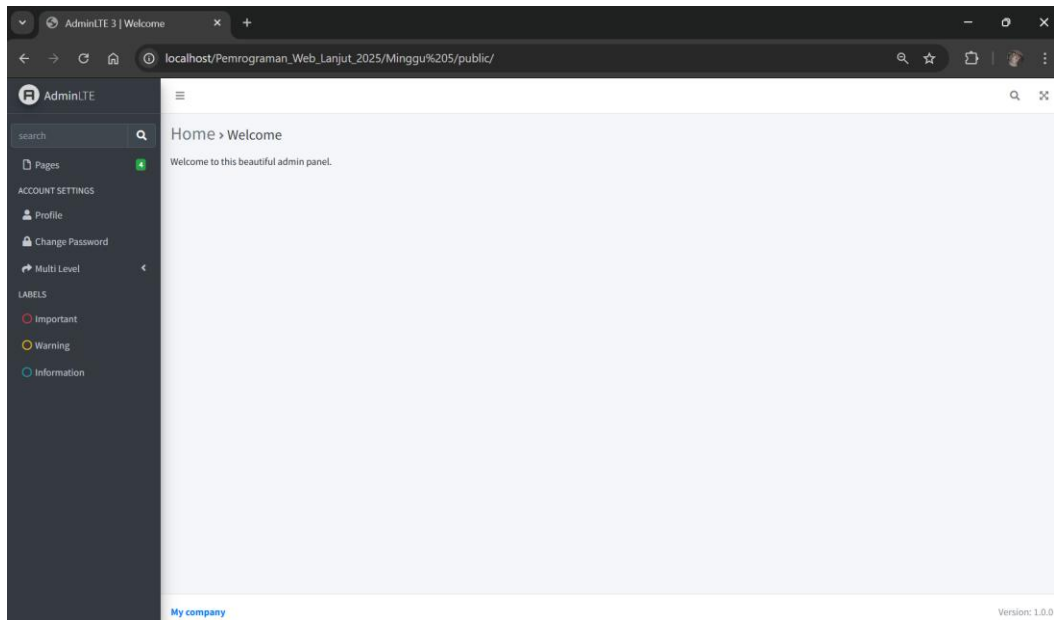 AdminLTE 3 | Welcome
localhost/Pemrograman_Web_Lanjut_2025/Minggu%205/public/
AdminLTE
search
Home › Welcome
Welcome to this beautiful admin panel.
Pages 4
ACCOUNT SETTINGS
Profile
Change Password
Multi Level
LABELS
Important
Warning
Information
My company
Version: 1.0.0